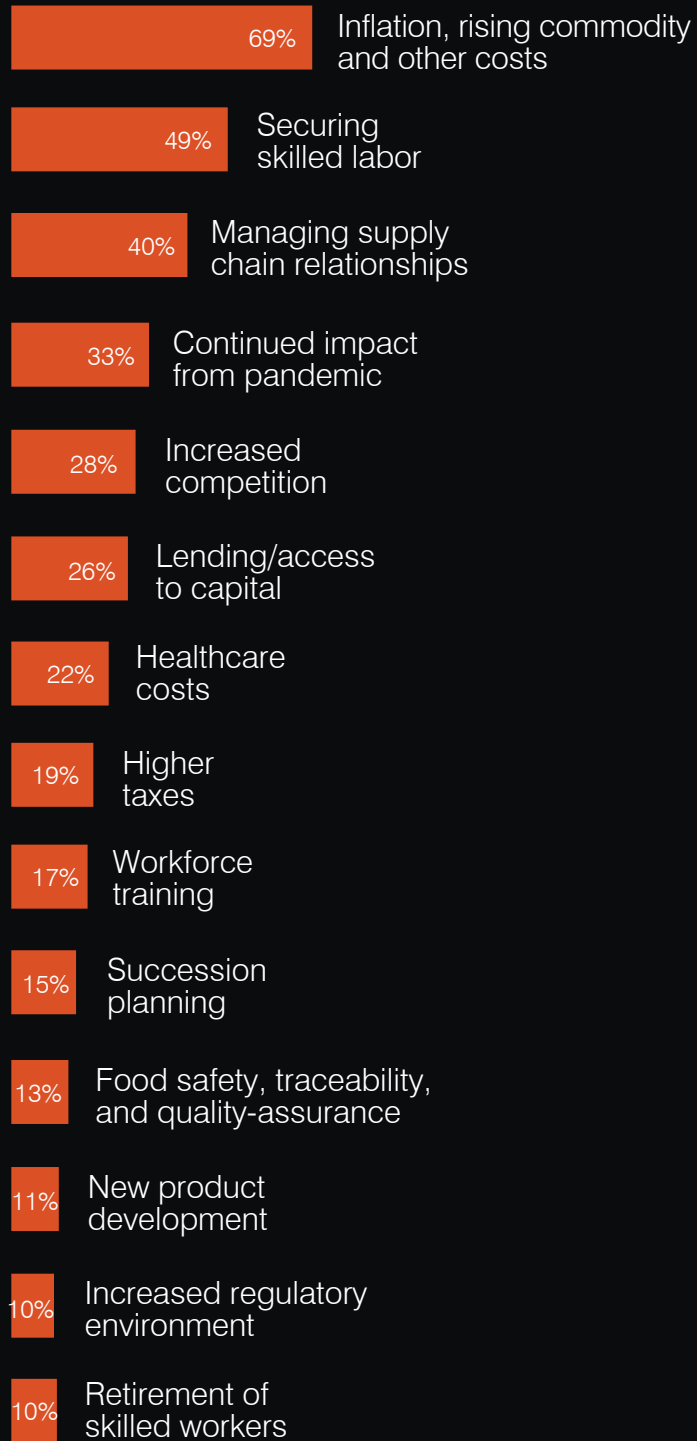 69%
Inflation, rising commodity
and other costs
49%
Securing
skilled labor
40%
Managing supply
chain relationships
33%
Continued impact
from pandemic
28%
Increased
competition
26%
Lending/access
to capital
22%
Healthcare
costs
19%
Higher
taxes
17%
Workforce
training
15%
Succession
planning
13%
Food safety, traceability,
and quality-assurance
11%
New product
development
10%
Increased regulatory
environment
10%
Retirement of
skilled workers